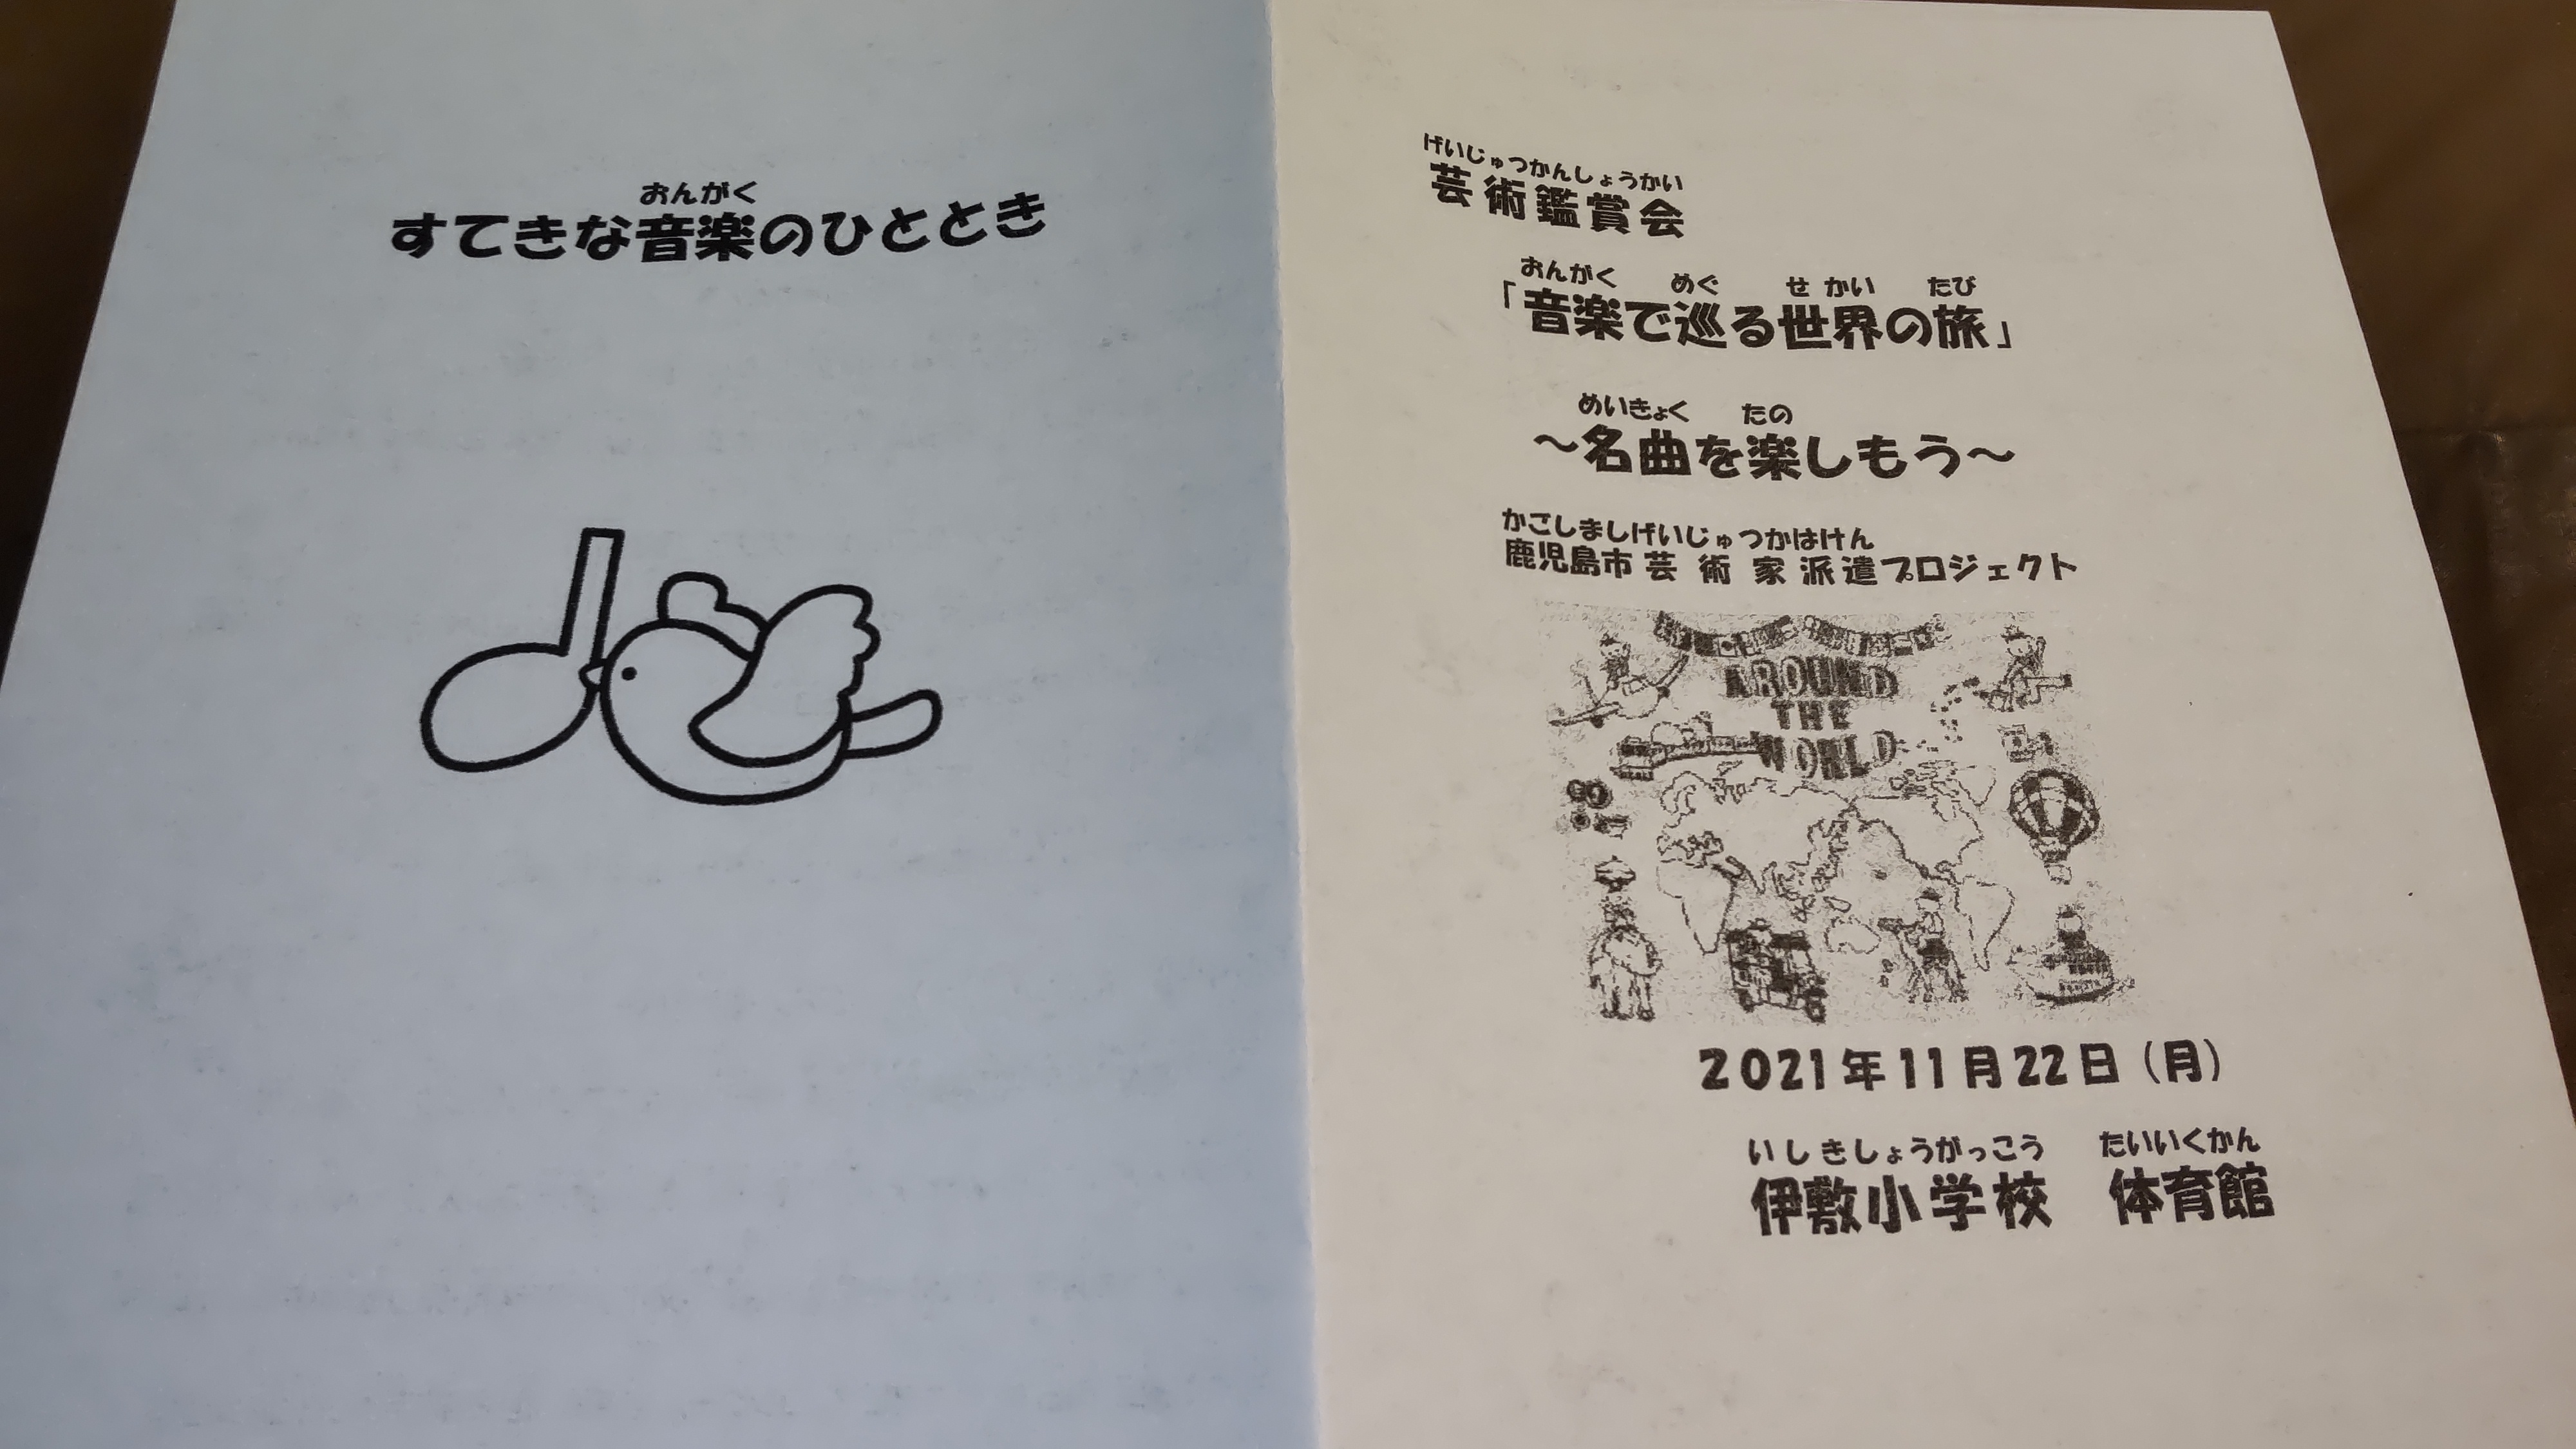 おんがく
すてきな音楽のひととき
げいじゅつかんしょうかい
芸術鑑賞会
おんがく めぐ せかい たび
「音楽で巡る世界の旅」
めいきょく たの
～名曲を楽しもう～
かごしましげいじゅつかはけん
鹿児島市芸術家派遣プロジェクト
AROUND
THE
WORLD
2021年11月22日（月）
いしきしょうがっこう たいいくかん
伊敷小学校 体育館